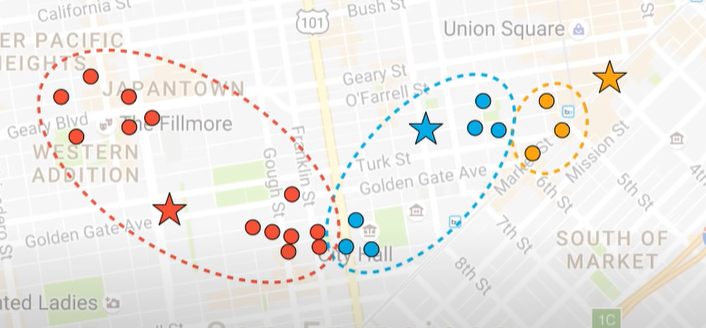 California St
Bush St
101
Union Square
ER PACIFIC
HEIGHTS
JAPANTOWN
Geary St
O'Farrell St
Geary Blvd
The Fillmore
WESTERN
ADDITION
Gough St
Franklin St
Turk St
Golden Gate Ave
Market St
Mission St
6th St
5th St
7th St
8th St
Golden Gate Ave
City Hall
SOUTH OF
MARKET
nted Ladies
1C